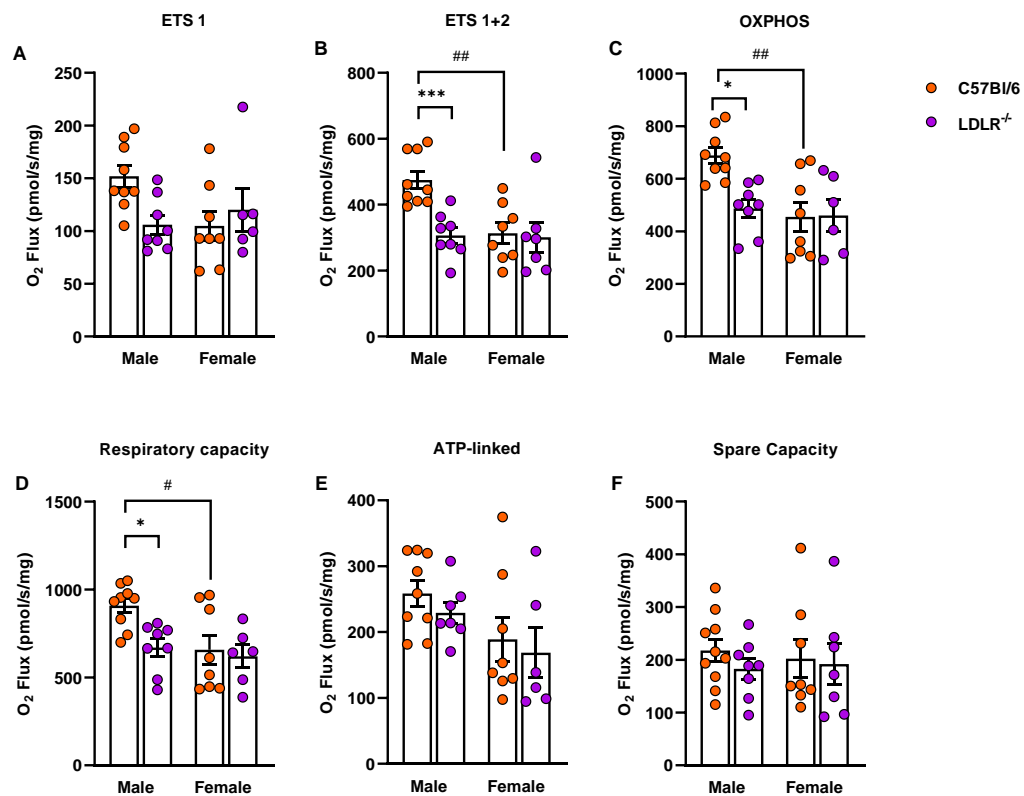 ETS 1
ETS 1+2
OXPHOS
A
B
C
O₂ Flux (pmol/s/mg)
250
200
150
100
50
0
Male
Female
O₂ Flux (pmol/s/mg)
800
600
400
200
0
##
***
Male
Female
O₂ Flux (pmol/s/mg)
1000
800
600
400
200
0
##
*
Male
Female
C57Bl/6
LDLR⁻/⁻
Respiratory capacity
ATP-linked
Spare Capacity
D
E
F
O₂ Flux (pmol/s/mg)
1500
1000
500
0
#
*
Male
Female
O₂ Flux (pmol/s/mg)
400
300
200
100
0
Male
Female
O₂ Flux (pmol/s/mg)
500
400
300
200
100
0
Male
Female